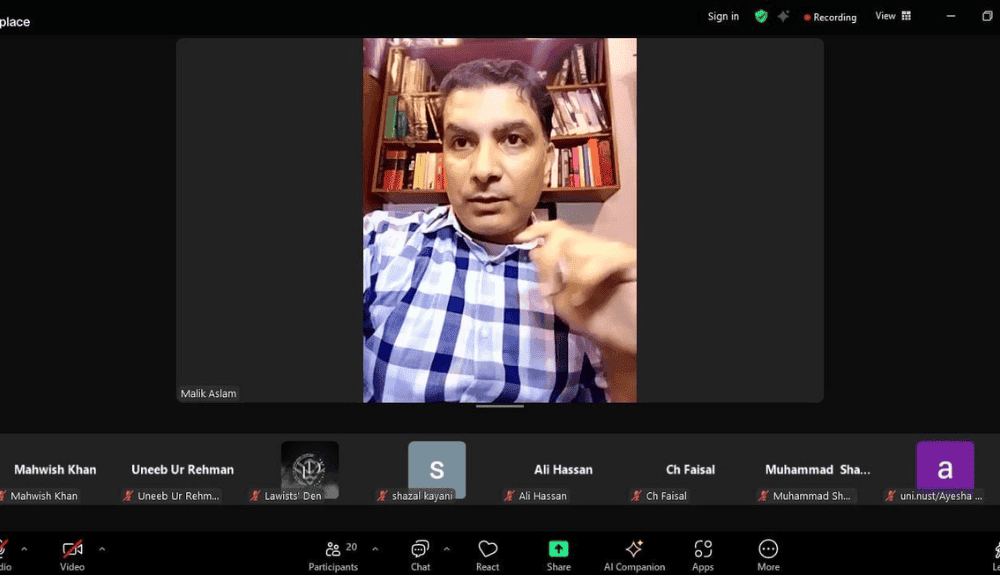 place
Sign in
Recording
View
Malik Aslam
Mahwish Khan
Uneeb Ur Rehman
Ali Hassan
Ch Faisal
Muhammad Sha...
s
a
Mahwish Khan
Uneeb Ur Rehm...
Lawists' Den
shazal kayani
Ali Hassan
Ch Faisal
Muhammad Sh...
uni.nust/Ayesha ...
dio
Video
Participants
20
Chat
React
Share
AI Companion
Apps
More